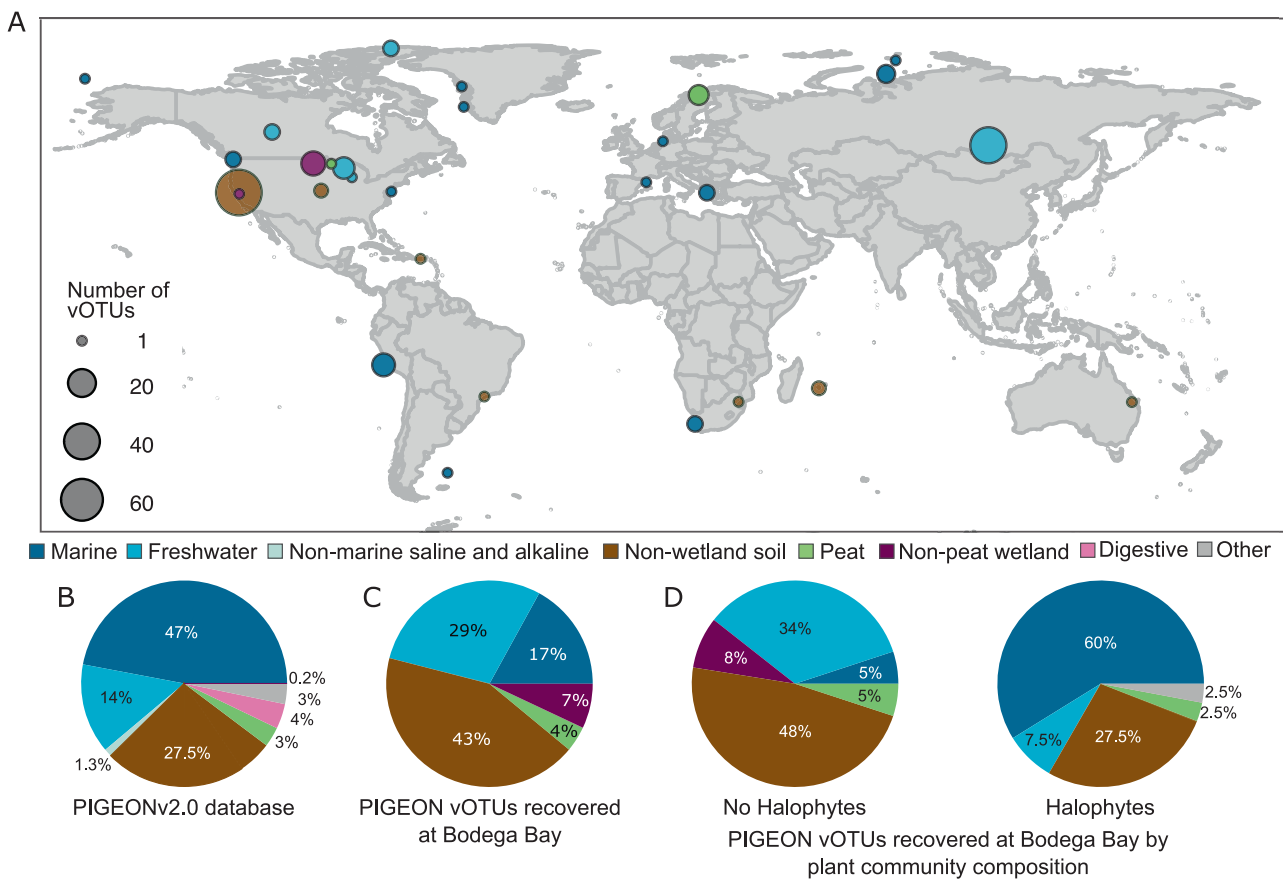 A
Number of
vOTUs
1
20
40
60
Marine Freshwater Non-marine saline and alkaline Non-wetland soil Peat Non-peat wetland Digestive Other
B
47%
0.2%
3%
4%
3%
27.5%
1.3%
14%
PIGEONv2.0 database
C
29%
17%
7%
4%
43%
PIGEON vOTUs recovered
at Bodega Bay
D
34%
8%
5%
5%
48%
No Halophytes
60%
2.5%
2.5%
7.5%
27.5%
Halophytes
PIGEON vOTUs recovered at Bodega Bay by
plant community composition